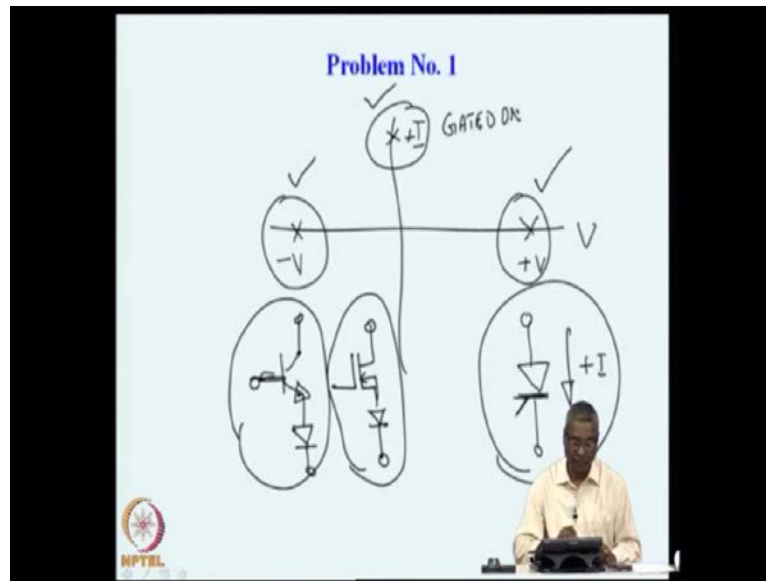 Problem No. 1
+I GATED ON
V
-V
+V
+I
NPTEL